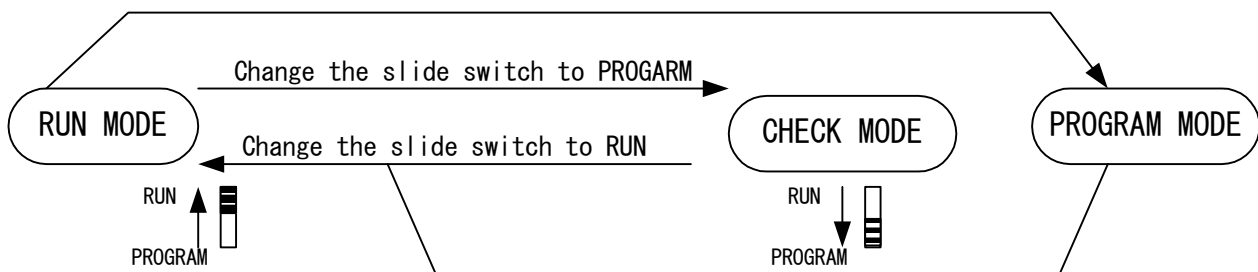 Change the slide switch to PROGARM
RUN MODE
CHECK MODE
PROGRAM MODE
Change the slide switch to RUN
RUN
PROGRAM
RUN
PROGRAM